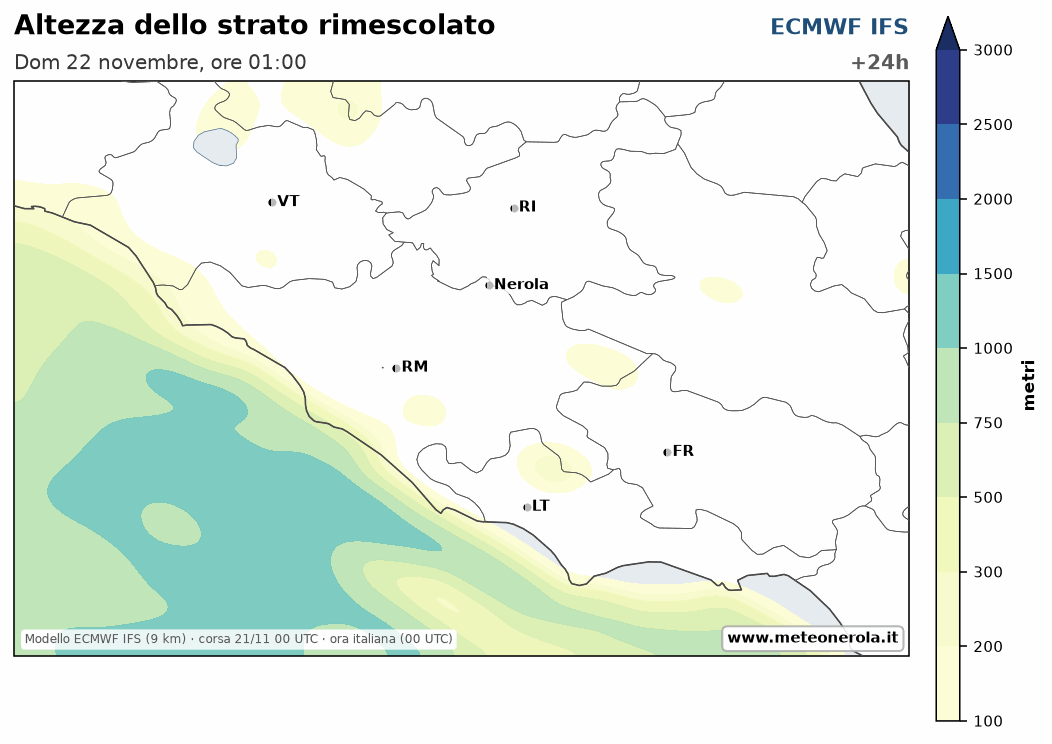 Altezza dello strato rimescolato
ECMWF IFS
Dom 22 novembre, ore 01:00
+24h
3000
2500
2000
1500
1000
750
500
300
200
100
metri
VT
RI
Nerola
RM
FR
LT
Modello ECMWF IFS (9 km) · corsa 21/11 00 UTC · ora italiana (00 UTC)
www.meteonerola.it